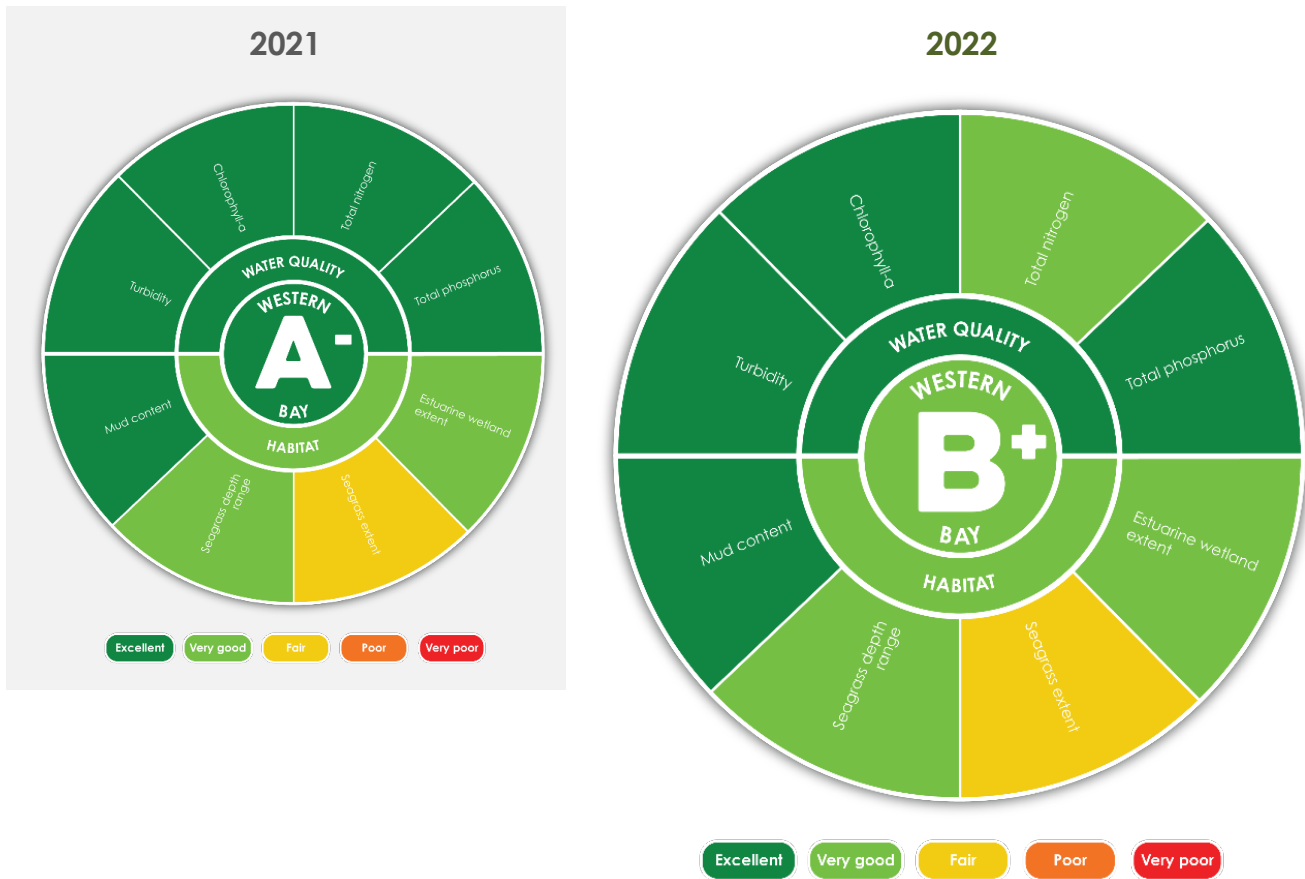 2021
Chlorophyll-a
Total nitrogen
Turbidity
Total phosphorus
WATER QUALITY
WESTERN
A-
BAY
HABITAT
Mud content
Estuarine wetland
extent
Seagrass depth
range
Seagrass extent
Excellent
Very good
Fair
Poor
Very poor
2022
Chlorophyll-a
Total nitrogen
Turbidity
Total phosphorus
WATER QUALITY
WESTERN
B+
BAY
HABITAT
Mud content
Estuarine wetland
extent
Seagrass depth
range
Seagrass extent
Excellent
Very good
Fair
Poor
Very poor